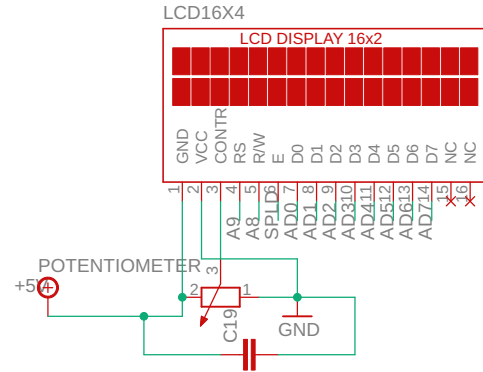 LCD16X4
LCD DISPLAY 16x2
GND VCC CONTR RS R/W E D0 D1 D2 D3 D4 D5 D6 D7 NC NC
1 2 3 4 5 6 7 8 9 10 11 12 13 14 15 16
A9 A8 SPLD AD0 AD1 AD2 AD3 AD4 AD5 AD6 AD7
POTENTIOMETER
3
+5V
2 1
C19
GND